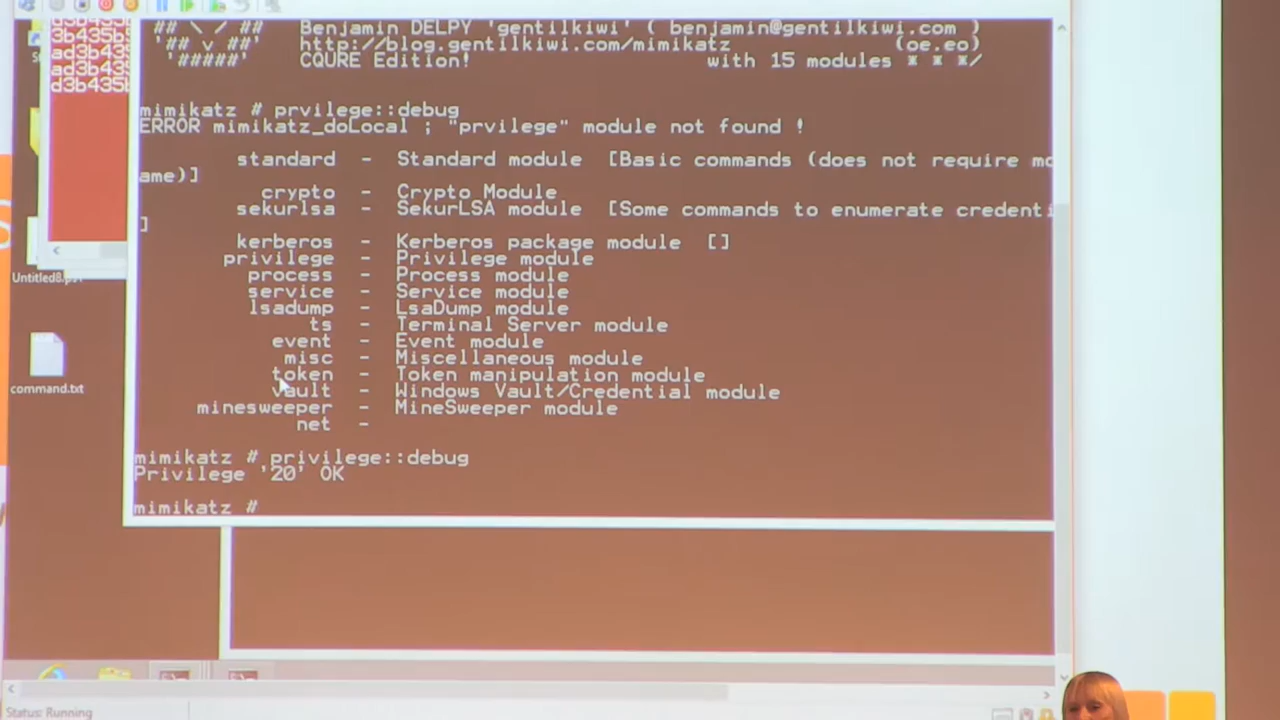 ## \ / ##   Benjamin DELPY 'gentilkiwi' ( benjamin@gentilkiwi.com )
'## v ##'   http://blog.gentilkiwi.com/mimikatz   (oe.eo)
'#####'   CQURE Edition!   with 15 modules * * */
3b435b
ad3b43
ad3b435
d3b435b
mimikatz # prvilege::debug
ERROR mimikatz_doLocal ; "prvilege" module not found !
standard - Standard module [Basic commands (does not require mo
ame)]
crypto - Crypto Module
sekurlsa - SekurLSA module [Some commands to enumerate credenti
]
kerberos - Kerberos package module []
privilege - Privilege module
process - Process module
service - Service module
lsadump - LsaDump module
ts - Terminal Server module
event - Event module
misc - Miscellaneous module
token - Token manipulation module
vault - Windows Vault/Credential module
minesweeper - MineSweeper module
net -
mimikatz # privilege::debug
Privilege '20' OK
mimikatz #
Untitled8.ps1
command.txt
Status: Running